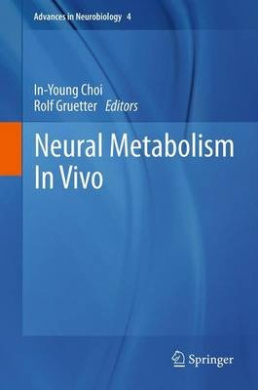 Advances in Neurobiology 4
In-Young Choi
Rolf Gruetter Editors
Neural Metabolism
In Vivo
Springer